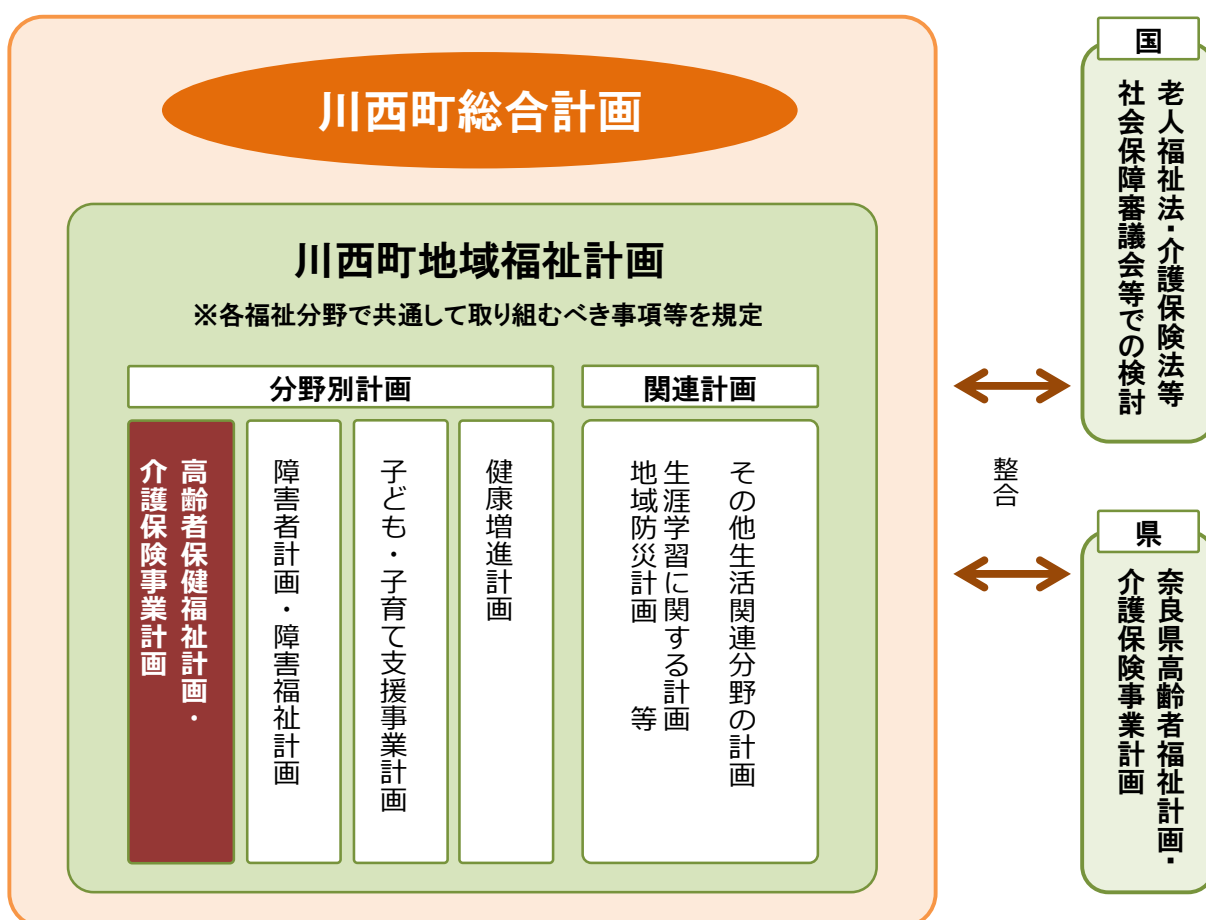 川西町総合計画
川西町地域福祉計画
※各福祉分野で共通して取り組むべき事項等を規定
分野別計画
高齢者保健福祉計画・
介護保険事業計画
障害者計画・障害福祉計画
子ども・子育て支援事業計画
健康増進計画
関連計画
その他生活関連分野の計画
生涯学習に関する計画
地域防災計画 等
整合
国
老人福祉法・介護保険法等
社会保障審議会等での検討
県
奈良県高齢者福祉計画・
介護保険事業計画